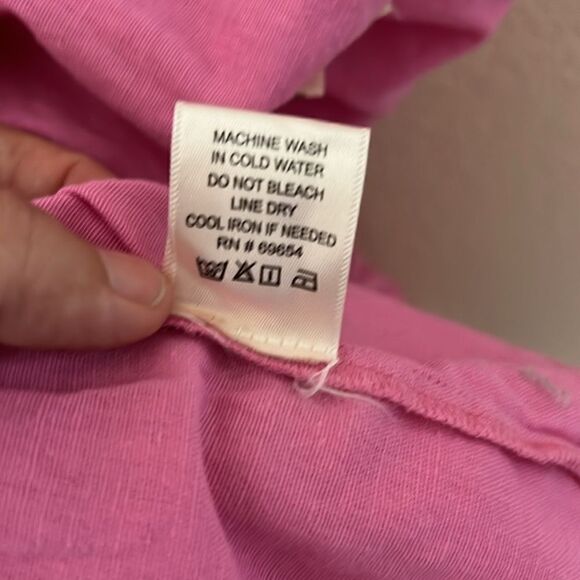 MACHINE WASH
IN COLD WATER
DO NOT BLEACH
LINE DRY
COOL IRON IF NEEDED
RN # 69654